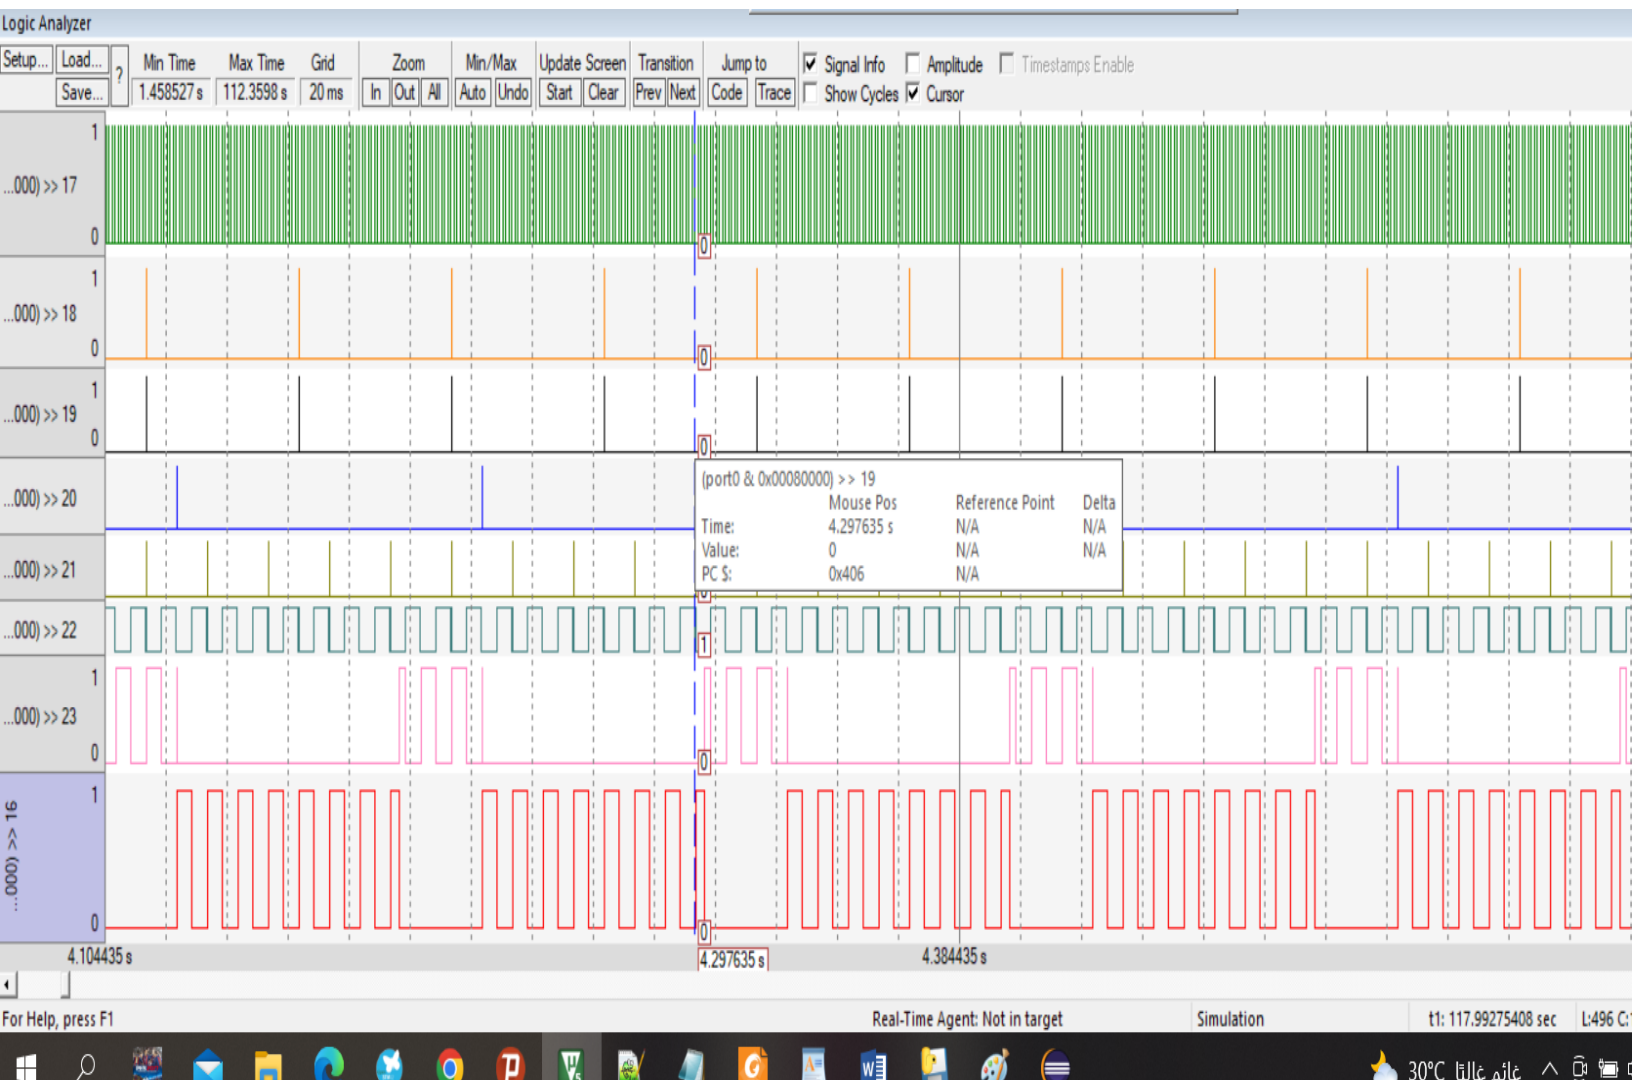 Logic Analyzer
Setup... Load... ? Min Time Max Time Grid Zoom Min/Max Update Screen Transition Jump to Signal Info Amplitude Timestamps Enable
Save... 1.458527 s 112.3598 s 20 ms In Out All Auto Undo Start Clear Prev Next Code Trace Show Cycles Cursor
1
...000) >> 17
0
0
1
...000) >> 18
0
0
1
...000) >> 19
0
0
(port0 & 0x00080000) >> 19
Mouse Pos Reference Point Delta
Time: 4.297635 s N/A N/A
Value: 0 N/A N/A
PC $: 0x406 N/A
...000) >> 20
...000) >> 21
...000) >> 22
1
1
...000) >> 23
0
0
1
...000) >> 16
0
0
4.104435 s 4.297635 s 4.384435 s
For Help, press F1 Real-Time Agent: Not in target Simulation t1: 117.99275408 sec L:496 C:
30°C غائم غالبًا